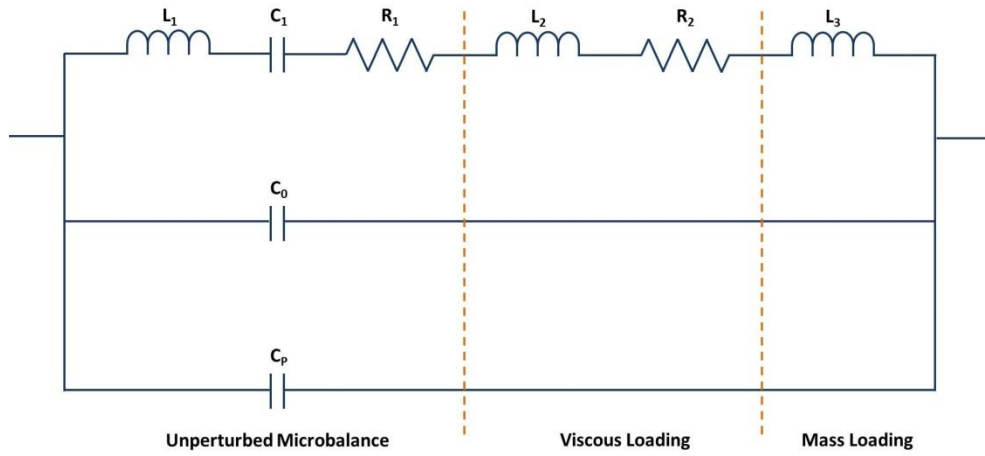 L₁ C₁ R₁ L₂ R₂ L₃
C₀
Cₚ
Unperturbed Microbalance Viscous Loading Mass Loading